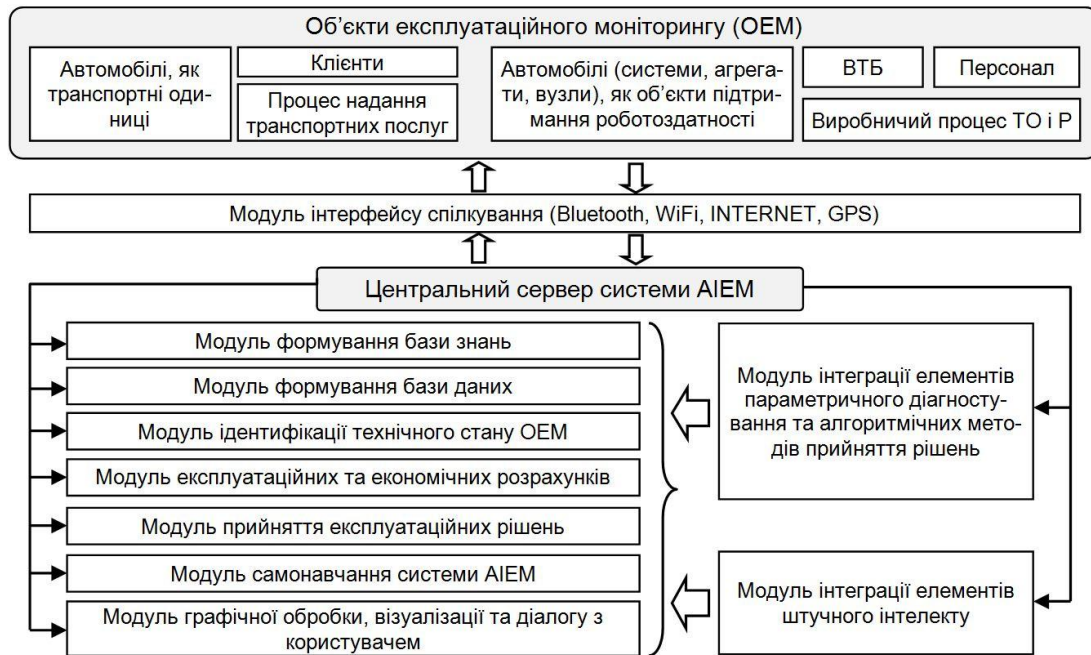 Об’єкти експлуатаційного моніторингу (ОЕМ)
Автомобілі, як
транспортні оди-
ниці
Клієнти
Процес надання
транспортних послуг
Автомобілі (системи, агрега-
ти, вузли), як об’єкти підтри-
мання роботоздатності
ВТБ
Персонал
Виробничий процес ТО і Р
Модуль інтерфейсу спілкування (Bluetooth, WiFi, INTERNET, GPS)
Центральний сервер системи АІЕМ
Модуль формування бази знань
Модуль формування бази даних
Модуль ідентифікації технічного стану ОЕМ
Модуль експлуатаційних та економічних розрахунків
Модуль прийняття експлуатаційних рішень
Модуль самонавчання системи АІЕМ
Модуль графічної обробки, візуалізації та діалогу з
користувачем
Модуль інтеграції елементів
параметричного діагносту-
вання та алгоритмічних мето-
дів прийняття рішень
Модуль інтеграції елементів
штучного інтелекту